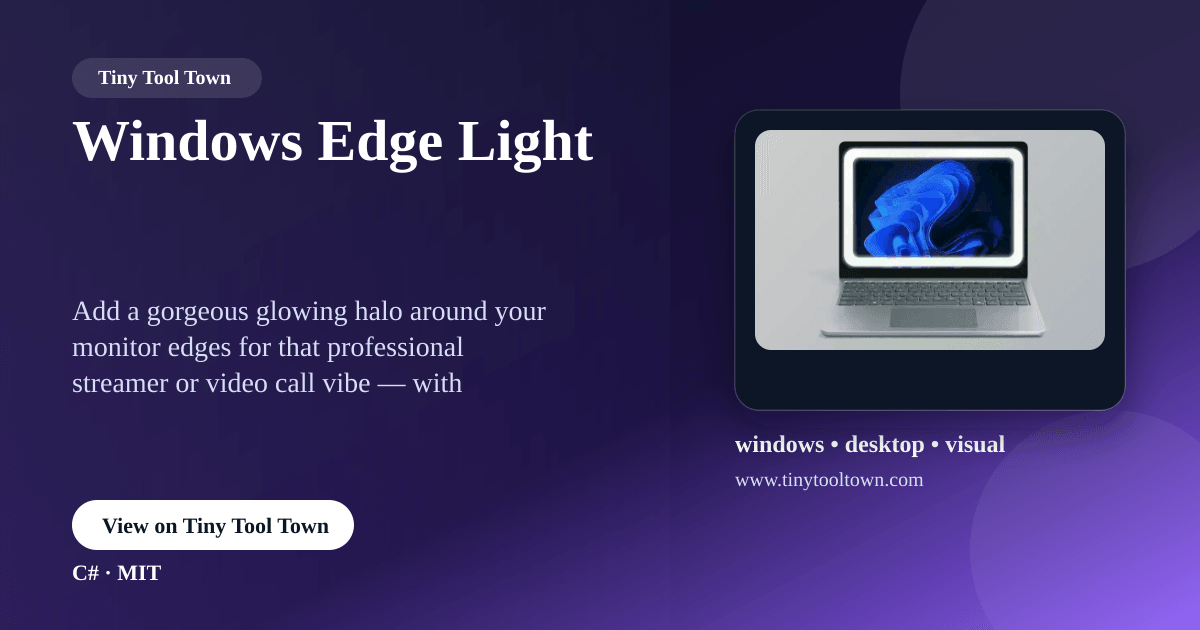 Tiny Tool Town
Windows Edge Light
Add a gorgeous glowing halo around your
monitor edges for that professional
streamer or video call vibe — with
View on Tiny Tool Town
C# · MIT
windows • desktop • visual
www.tinytooltown.com